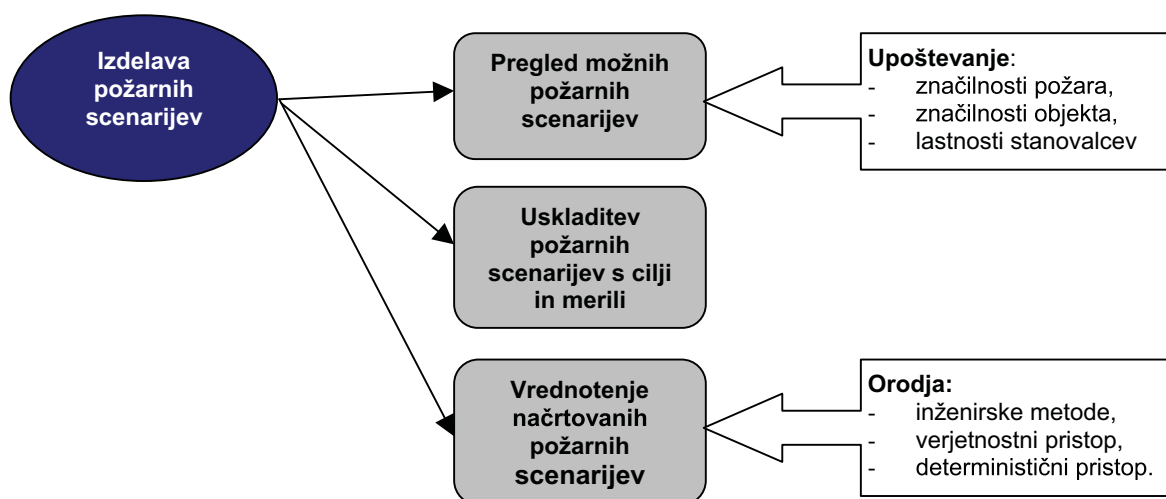 Izdelava
požarnih
scenarijev
Pregled možnih
požarnih
scenarijev
Upoštevanje:
- značilnosti požara,
- značilnosti objekta,
- lastnosti stanovalcev
Uskladitev
požarnih
scenarijev s cilji
in merili
Vrednotenje
načrtovanih
požarnih
scenarijev
Orodja:
- inženirske metode,
- verjetnostni pristop,
- deterministični pristop.